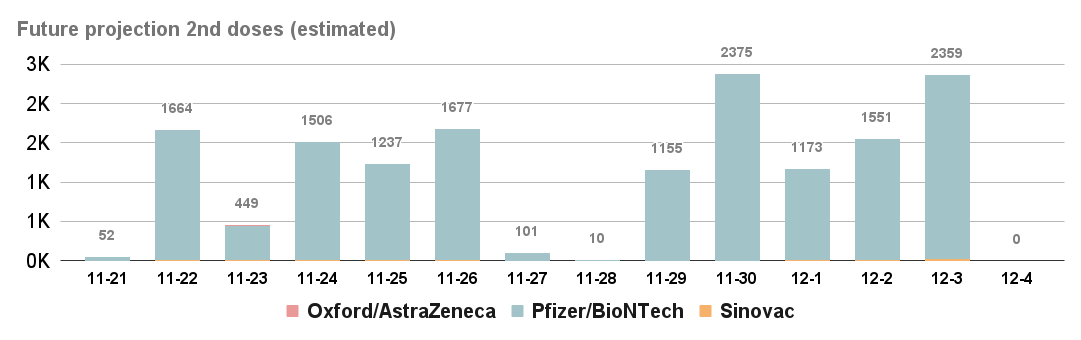 Future projection 2nd doses (estimated)
3K
2K
2K
1K
1K
0K
52
1664
449
1506
1237
1677
101
10
1155
2375
1173
1551
2359
0
11-21 11-22 11-23 11-24 11-25 11-26 11-27 11-28 11-29 11-30 12-1 12-2 12-3 12-4
Oxford/AstraZeneca Pfizer/BioNTech Sinovac